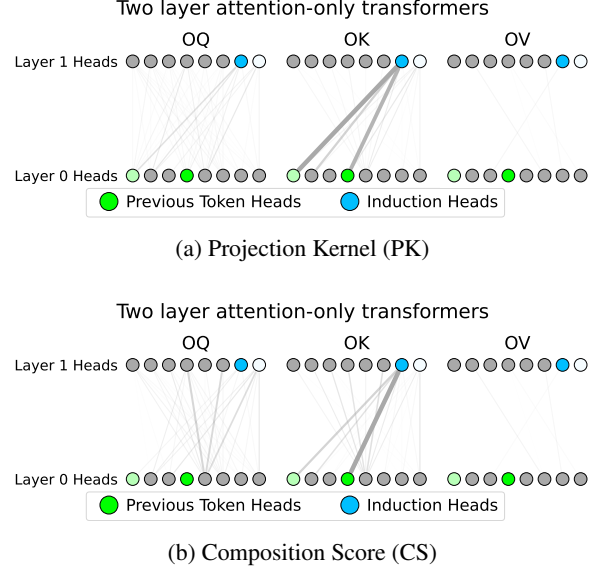 Two layer attention-only transformers
OQ OK OV
Layer 1 Heads
Layer 0 Heads
Previous Token Heads Induction Heads
(a) Projection Kernel (PK)
Two layer attention-only transformers
OQ OK OV
Layer 1 Heads
Layer 0 Heads
Previous Token Heads Induction Heads
(b) Composition Score (CS)